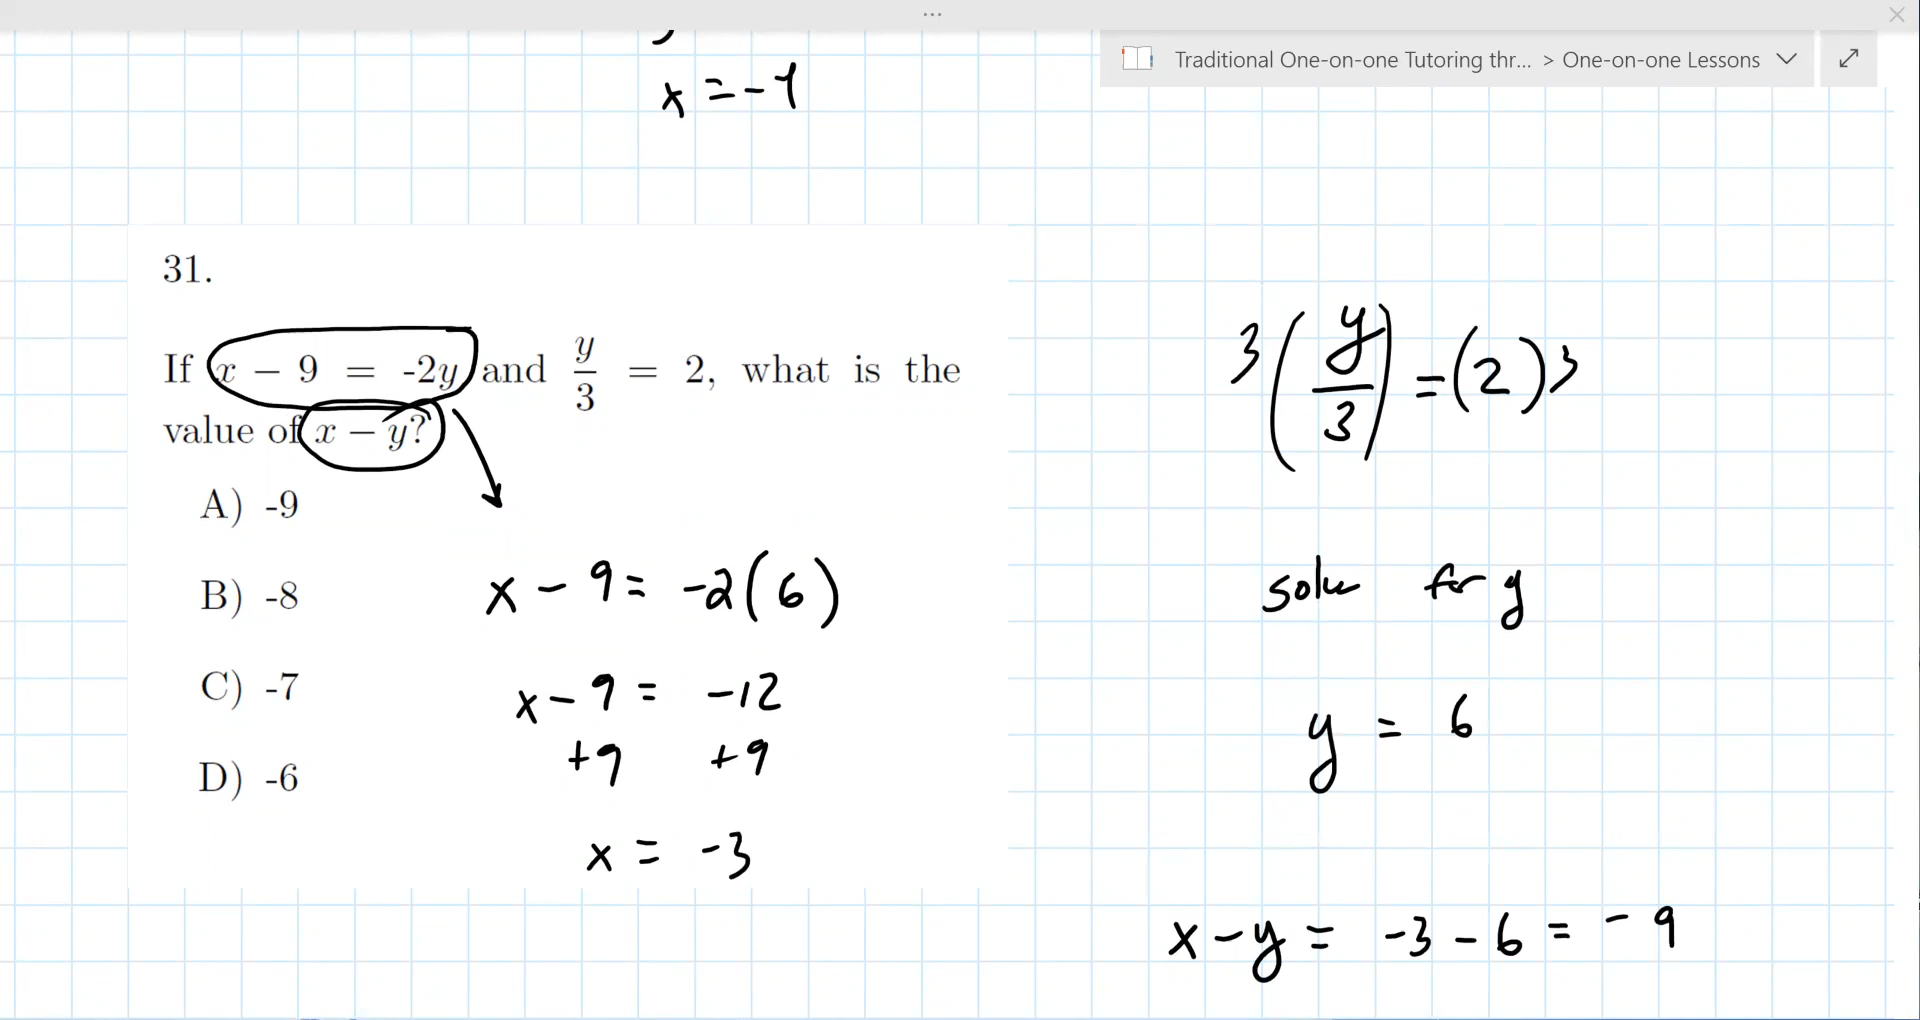 ...
Traditional One-on-one Tutoring thr... > One-on-one Lessons
x = -1
31.
If x − 9 = -2y and y/3 = 2, what is the
value of x − y?
A) -9
B) -8
C) -7
D) -6
x - 9 = -2(6)
x - 9 = -12
+9 +9
x = -3
3(y/3) = (2)3
solve for y
y = 6
x - y = -3 - 6 = -9